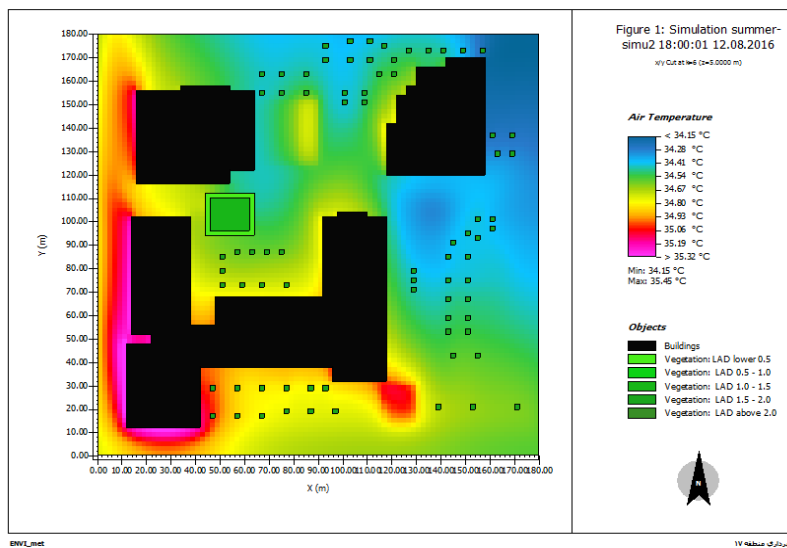 Figure 1: Simulation summer-
simu2 18:00:01 12.08.2016
x/y Cut at k=6 (z=5.0000 m)
180.00
170.00
160.00
150.00
140.00
130.00
120.00
110.00
100.00
90.00
80.00
70.00
60.00
50.00
40.00
30.00
20.00
10.00
0.00
Y (m)
0.00 10.00 20.00 30.00 40.00 50.00 60.00 70.00 80.00 90.00 100.00 110.00 120.00 130.00 140.00 150.00 160.00 170.00 180.00
X (m)
Air Temperature
< 34.15 °C
34.28 °C
34.41 °C
34.54 °C
34.67 °C
34.80 °C
34.93 °C
35.06 °C
35.19 °C
> 35.32 °C
Min: 34.15 °C
Max: 35.45 °C
Objects
Buildings
Vegetation: LAD lower 0.5
Vegetation: LAD 0.5 - 1.0
Vegetation: LAD 1.0 - 1.5
Vegetation: LAD 1.5 - 2.0
Vegetation: LAD above 2.0
N
ENVI_met
برداری منطقه ۱۷